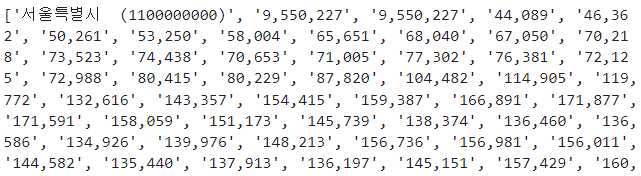 ['서울특별시  (1100000000)', '9,550,227', '9,550,227', '44,089', '46,36
2', '50,261', '53,250', '58,004', '65,651', '68,040', '67,050', '70,21
8', '73,523', '74,438', '70,653', '71,005', '77,302', '76,381', '72,12
5', '72,988', '80,415', '80,229', '87,820', '104,482', '114,905', '119,
772', '132,616', '143,357', '154,415', '159,387', '166,891', '171,877',
'171,591', '158,059', '151,173', '145,739', '138,374', '136,460', '136,
586', '134,926', '139,976', '148,213', '156,736', '156,981', '156,011',
'144,582', '135,440', '137,913', '136,197', '145,151', '157,429', '160,